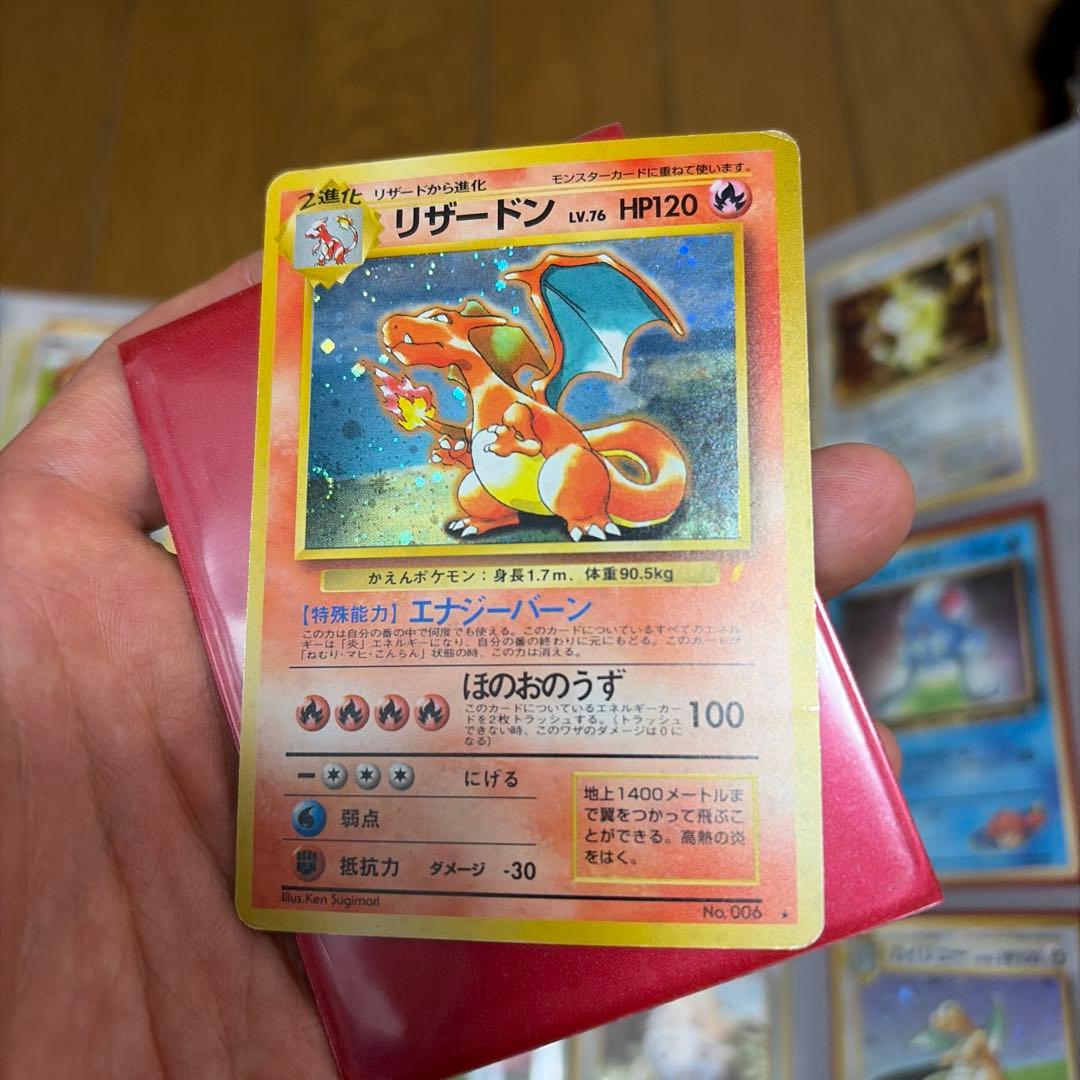 2進化
リザードから進化
モンスターカードに重ねて使います。
リザードン LV.76 HP120
かえんポケモン：身長1.7m、体重90.5kg
【特殊能力】エナジーバーン
この力は自分の番の中で何度でも使える。このカードについているすべてのエネル
ギーは「炎」エネルギーになり、自分の番の終わりに元にもどる。このカードが
「ねむり・マヒ・こんらん」状態の時、この力は消える。
ほのおのうず
このカードについているエネルギーカー
ドを2枚トラッシュする。（トラッシュ
できない時、このワザのダメージは0に
なる）
100
にげる
弱点
抵抗力 ダメージ -30
地上1400メートルま
で翼をつかって飛ぶこ
とができる。高熱の炎
をはく。
Illus.Ken Sugimori
No.006 ★